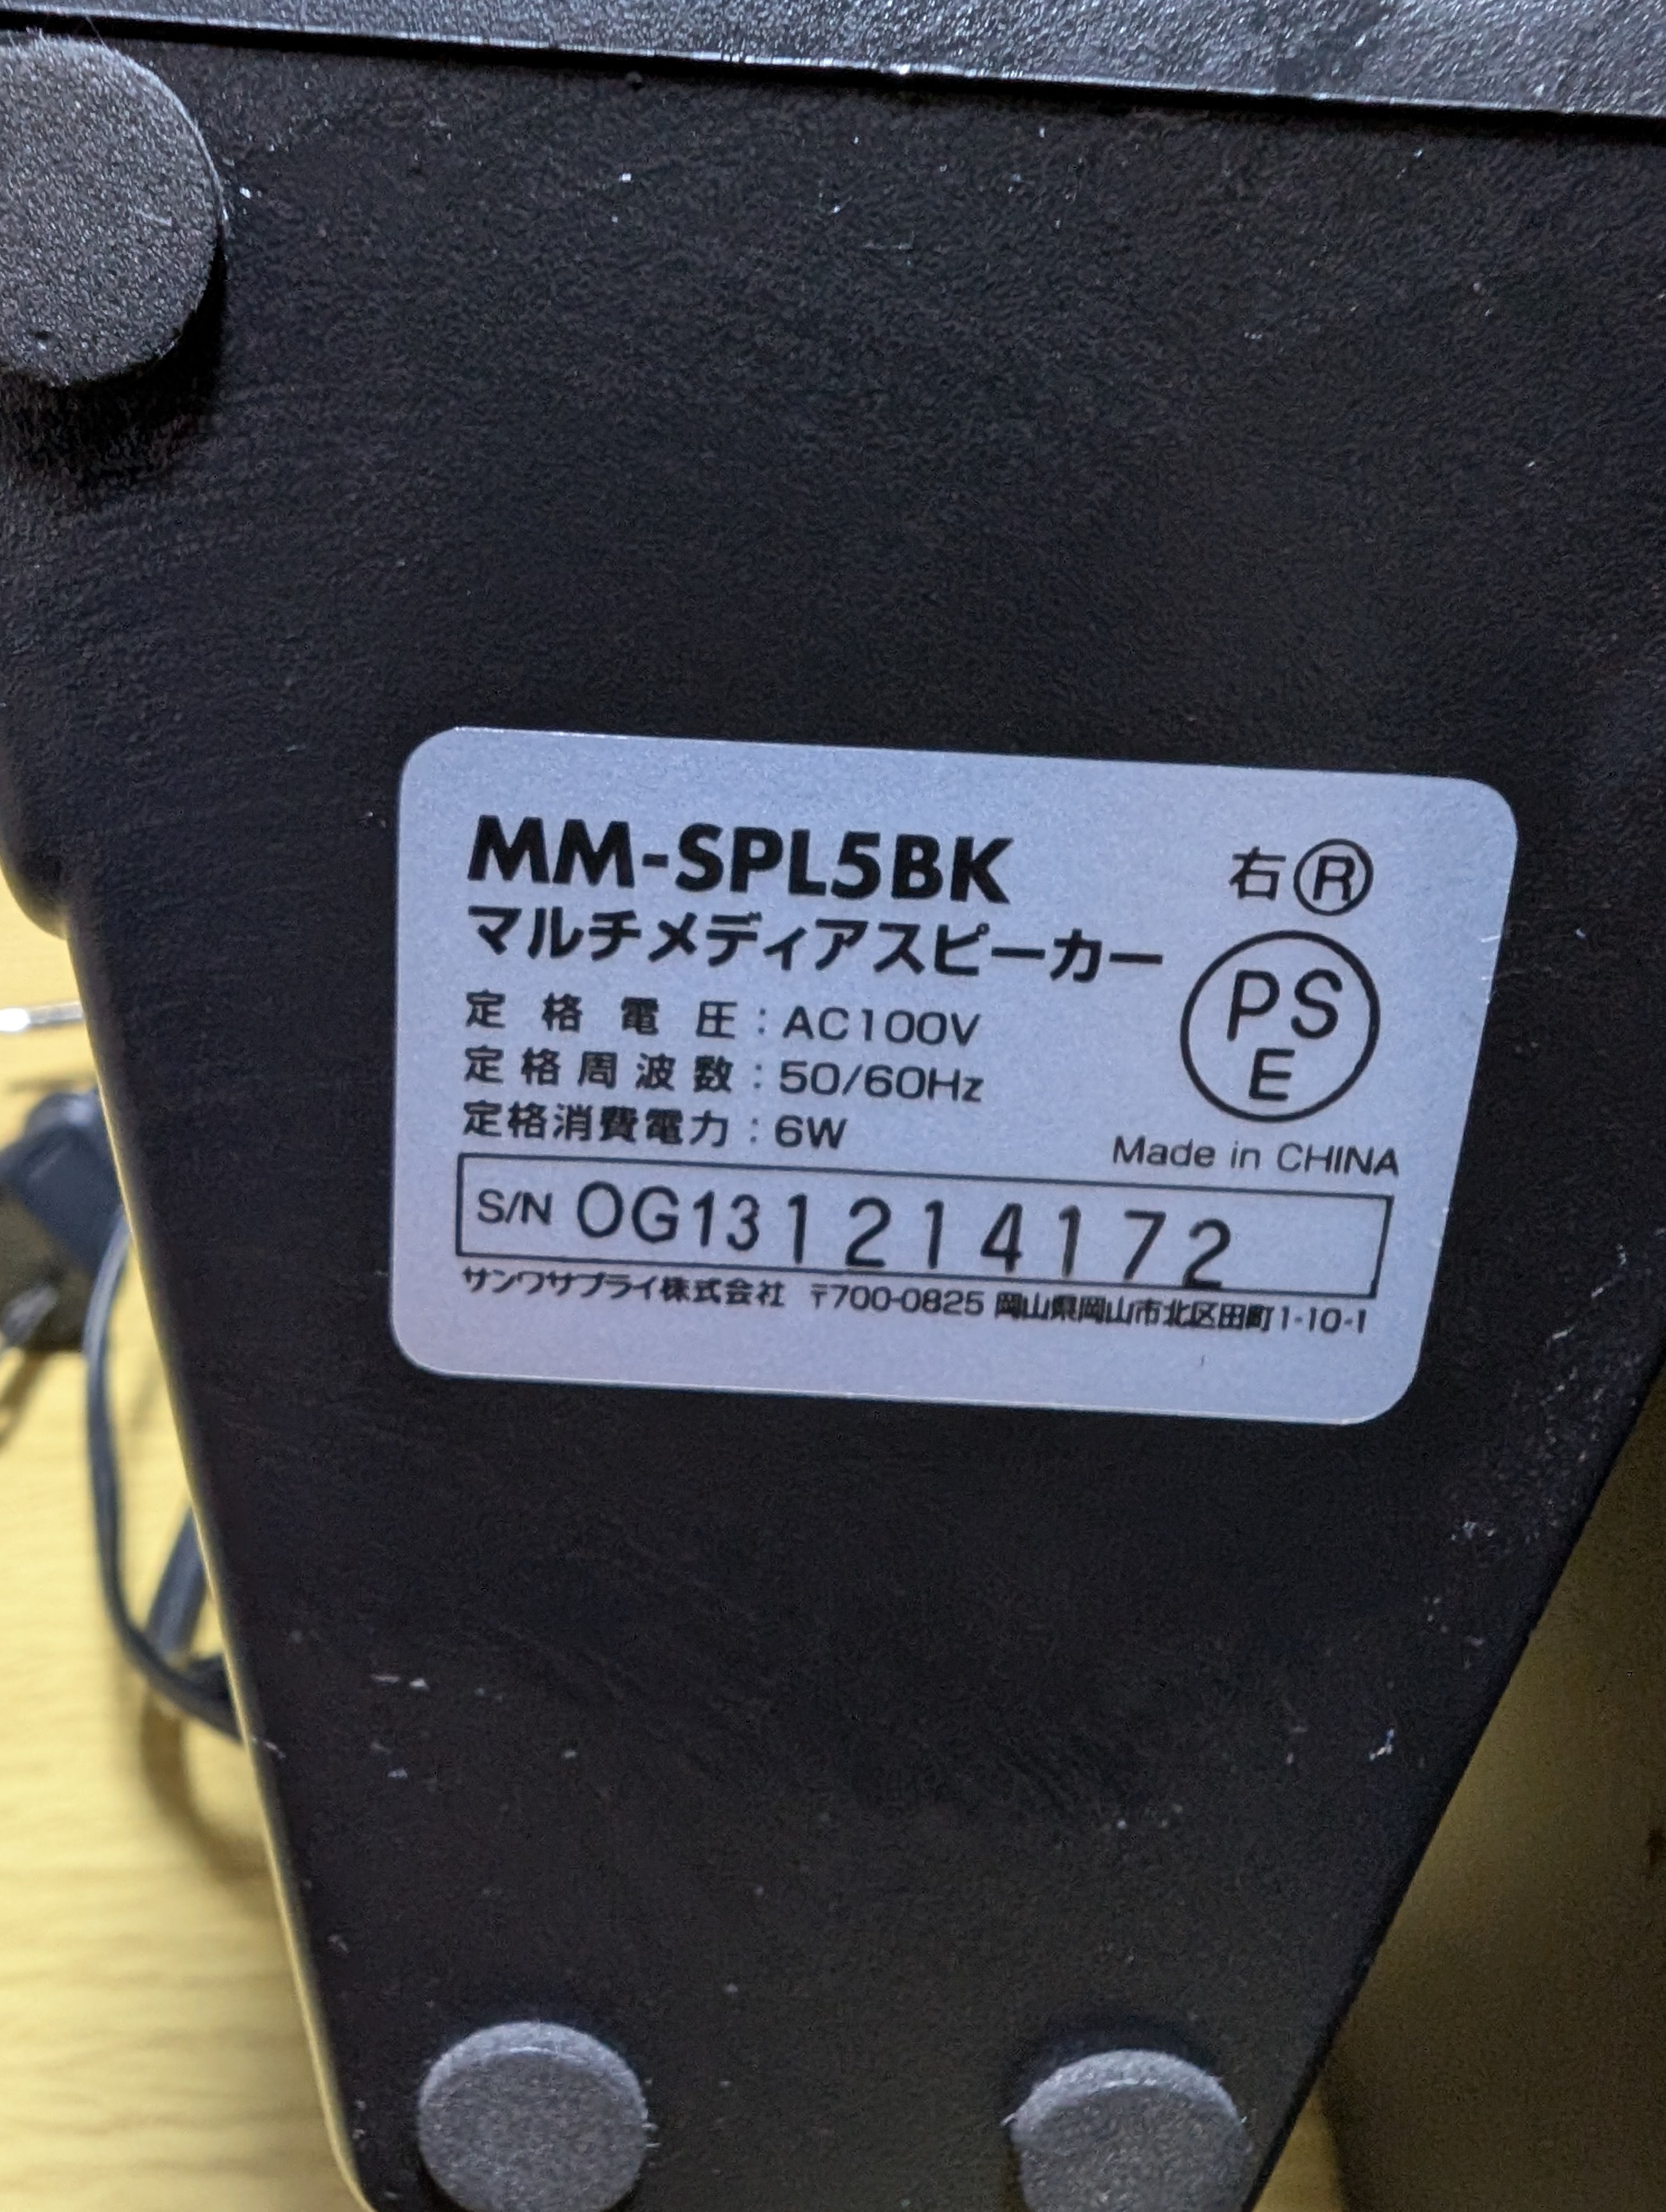 MM-SPL5BK
右 Ⓡ
マルチメディアスピーカー
PS
E
定格電圧：AC100V
定格周波数：50/60Hz
定格消費電力：6W
Made in CHINA
S/N OG131214172
サンワサプライ株式会社 〒700-0825 岡山県岡山市北区田町1-10-1